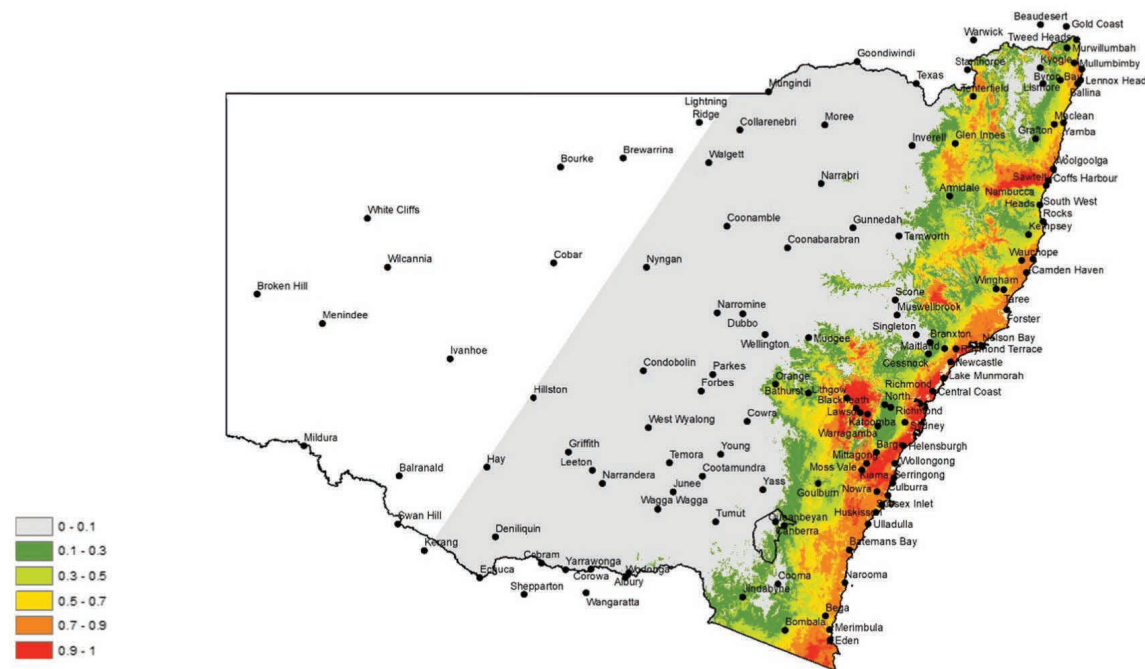 Beaudesert
Gold Coast
Warwick
Tweed Heads
Murwillumbah
Goondiwindi
Stanthorpe
Kyogle
Mullumbimby
Mungindi
Texas
Byron Bay
Lennox Head
Tenterfield
Lismore
Ballina
Lightning
Ridge
Collarenebri
Moree
Maclean
Yamba
Inverell
Glen Innes
Grafton
Bourke
Brewarrina
Walgett
Woolgoolga
Narrabri
Sawtell
Coffs Harbour
Armidale
Nambucca
Heads
South West
Rocks
White Cliffs
Coonamble
Gunnedah
Kempsey
Coonabarabran
Tamworth
Wilcannia
Cobar
Nyngan
Wauchope
Camden Haven
Broken Hill
Wingham
Scone
Taree
Menindee
Narromine
Muswellbrook
Forster
Dubbo
Singleton
Branxton
Nelson Bay
Wellington
Mudgee
Maitland
Raymond Terrace
Ivanhoe
Cessnock
Newcastle
Condobolin
Parkes
Orange
Lake Munmorah
Forbes
Bathurst
Lithgow
Richmond
Central Coast
Hillston
Blackheath
North
Richmond
Lawson
Katoomba
Sydney
West Wyalong
Cowra
Warragamba
Mildura
Griffith
Young
Bargo
Helensburgh
Leeton
Temora
Mittagong
Wollongong
Hay
Cootamundra
Moss Vale
Kiama
Gerringong
Balranald
Narrandera
Junee
Yass
Goulburn
Nowra
Culburra
Wagga Wagga
Sussex Inlet
Swan Hill
Tumut
Queanbeyan
Huskisson
Canberra
Ulladulla
Deniliquin
Kerang
Batemans Bay
Cobram
Yarrawonga
Wodonga
Echuca
Corowa
Albury
Cooma
Narooma
Shepparton
Wangaratta
Jindabyne
Bega
Bombala
Merimbula
Eden
0 - 0.1
0.1 - 0.3
0.3 - 0.5
0.5 - 0.7
0.7 - 0.9
0.9 - 1